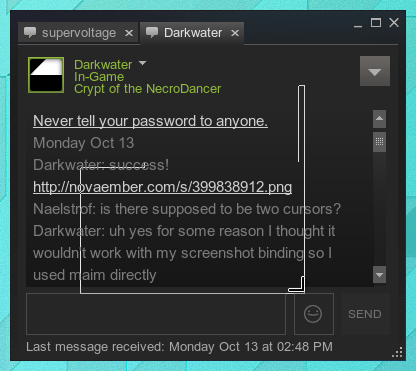 supervoltage
Darkwater
Darkwater
In-Game
Crypt of the NecroDancer
Never tell your password to anyone.
Monday Oct 13
Darkwater: success!
http://novaember.com/s/399838912.png
Naelstrof: is there supposed to be two cursors?
Darkwater: uh yes for some reason I thought it
wouldn't work with my screenshot binding so I
used maim directly
SEND
Last message received: Monday Oct 13 at 02:48 PM